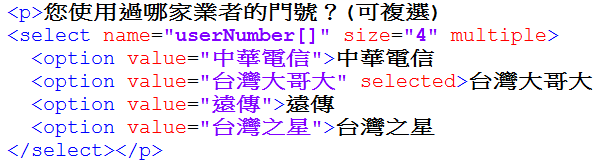 <p>您使用過哪家業者的門號？(可複選)
<select name="userNumber[]" size="4" multiple>
<option value="中華電信">中華電信
<option value="台灣大哥大" selected>台灣大哥大
<option value="遠傳">遠傳
<option value="台灣之星">台灣之星
</select></p>